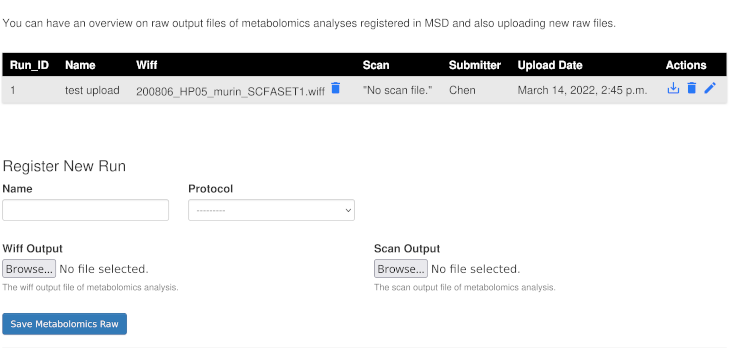 You can have an overview on raw output files of metabolomics analyses registered in MSD and also uploading new raw files.
Run_ID Name Wiff Scan Submitter Upload Date Actions
1 test upload 200806_HP05_murin_SCFASET1.wiff "No scan file." Chen March 14, 2022, 2:45 p.m.
Register New Run
Name Protocol
---------
Wiff Output Scan Output
Browse... No file selected. Browse... No file selected.
The wiff output file of metabolomics analysis. The scan output file of metabolomics analysis.
Save Metabolomics Raw